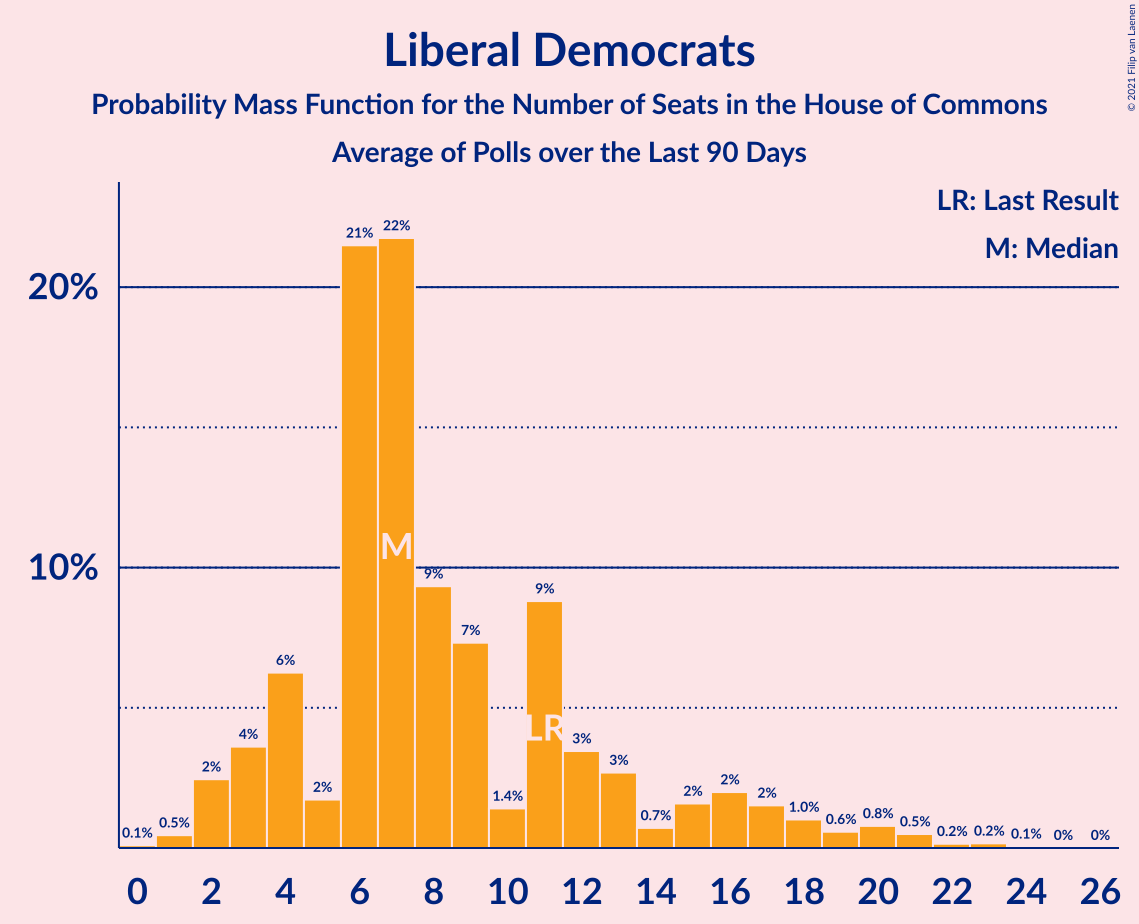 Liberal Democrats
Probability Mass Function for the Number of Seats in the House of Commons
Average of Polls over the Last 90 Days
© 2021 Filip van Laenen
LR: Last Result
M: Median
20%
10%
0.1% 0.5% 2% 4% 6% 2% 21% 22% 9% 7% 1.4% 9% 3% 3% 0.7% 2% 2% 2% 1.0% 0.6% 0.8% 0.5% 0.2% 0.2% 0.1% 0% 0%
M
LR
0 2 4 6 8 10 12 14 16 18 20 22 24 26